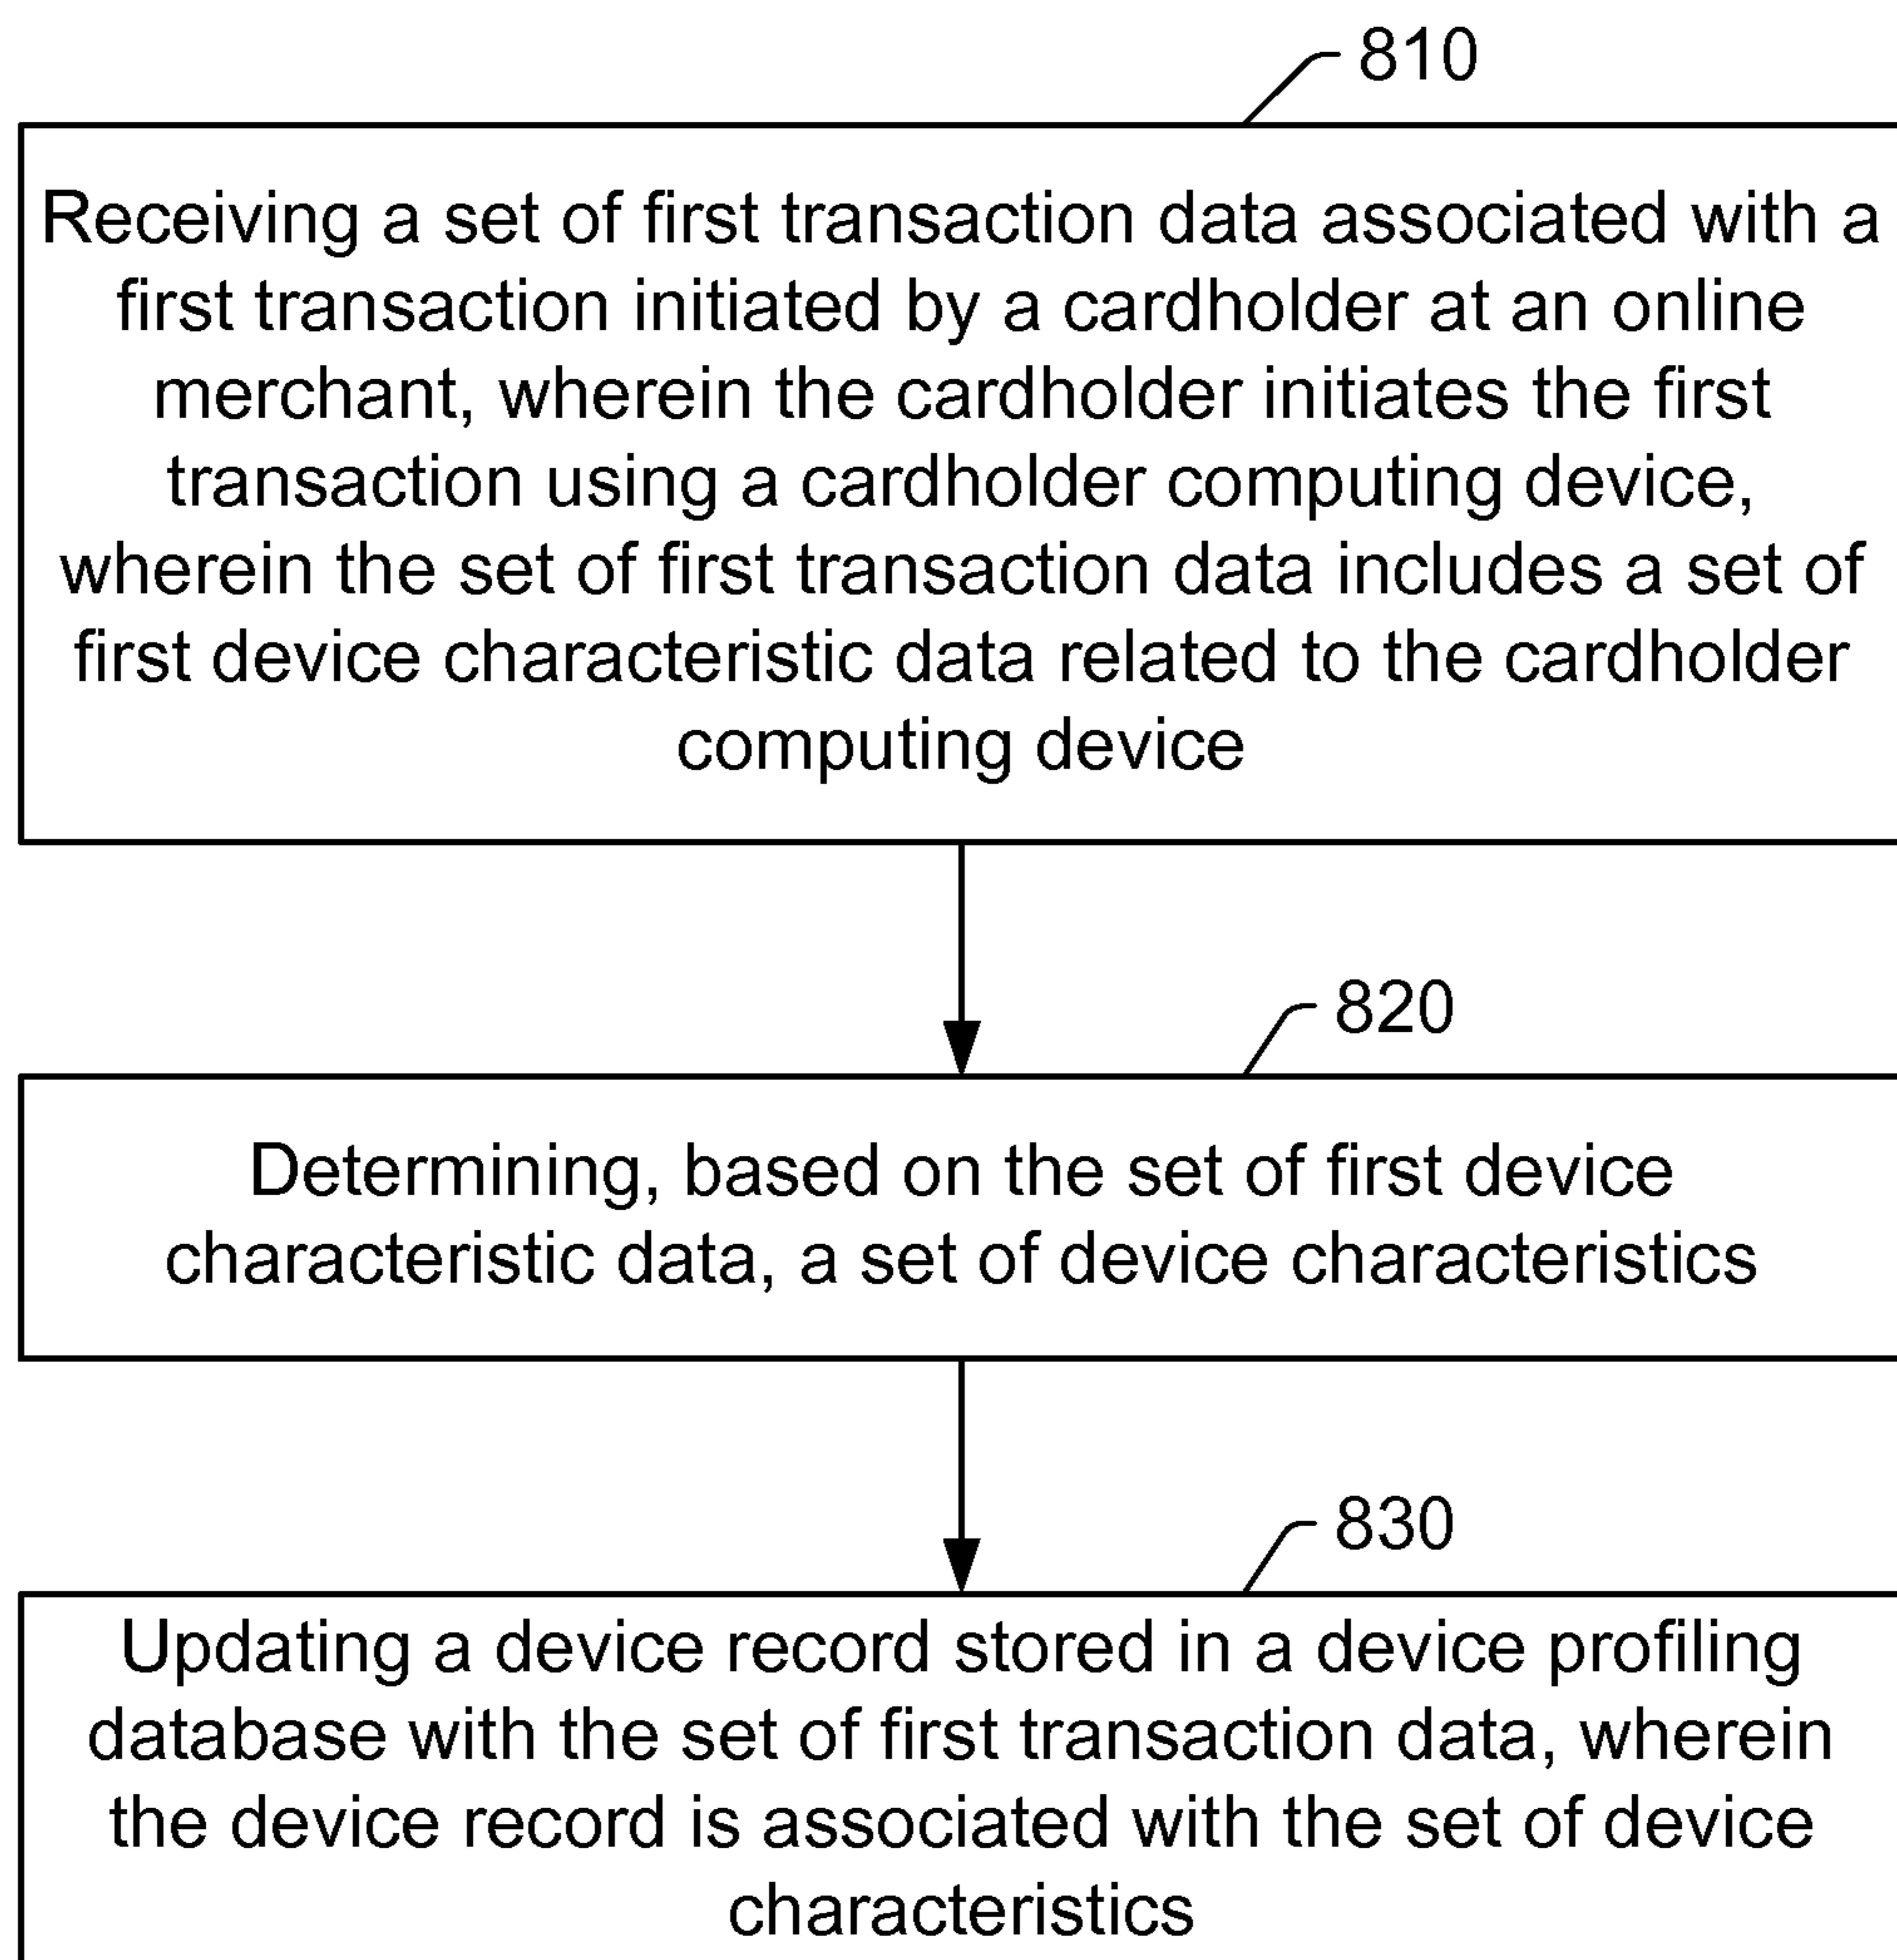 810
Receiving a set of first transaction data associated with a
first transaction initiated by a cardholder at an online
merchant, wherein the cardholder initiates the first
transaction using a cardholder computing device,
wherein the set of first transaction data includes a set of
first device characteristic data related to the cardholder
computing device
820
Determining, based on the set of first device
characteristic data, a set of device characteristics
830
Updating a device record stored in a device profiling
database with the set of first transaction data, wherein
the device record is associated with the set of device
characteristics